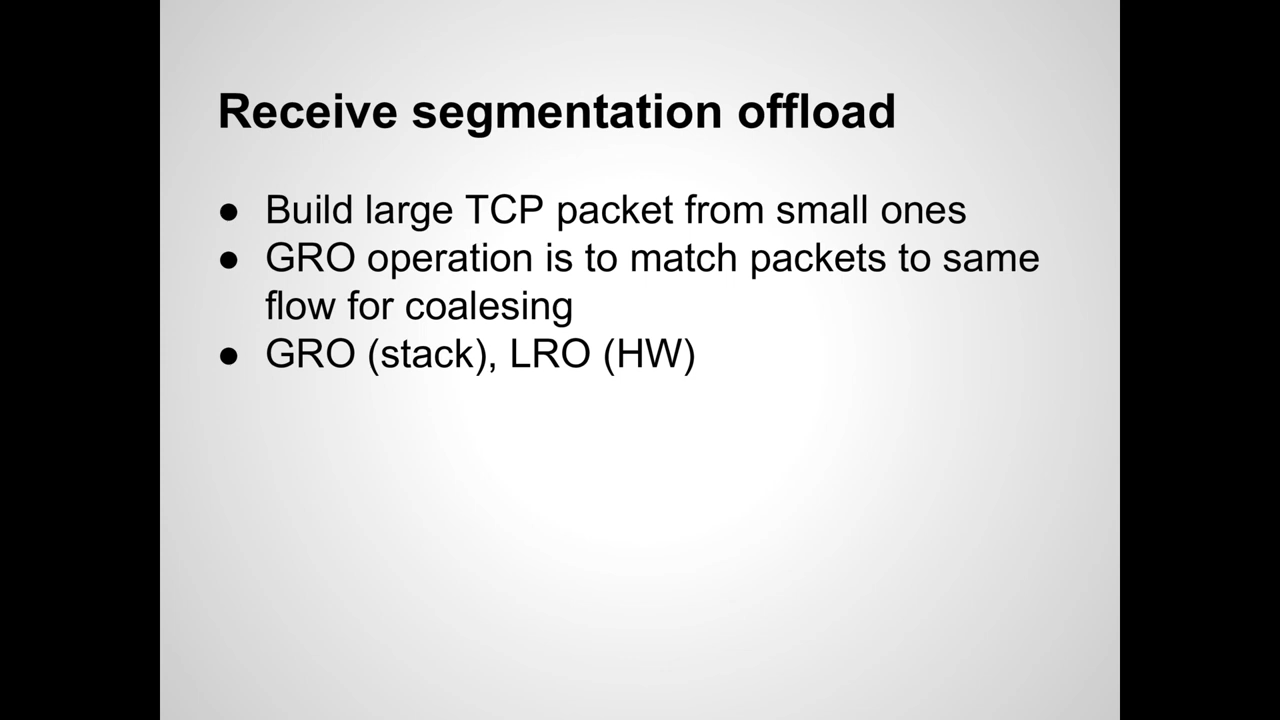 Receive segmentation offload
● Build large TCP packet from small ones
● GRO operation is to match packets to same
flow for coalesing
● GRO (stack), LRO (HW)